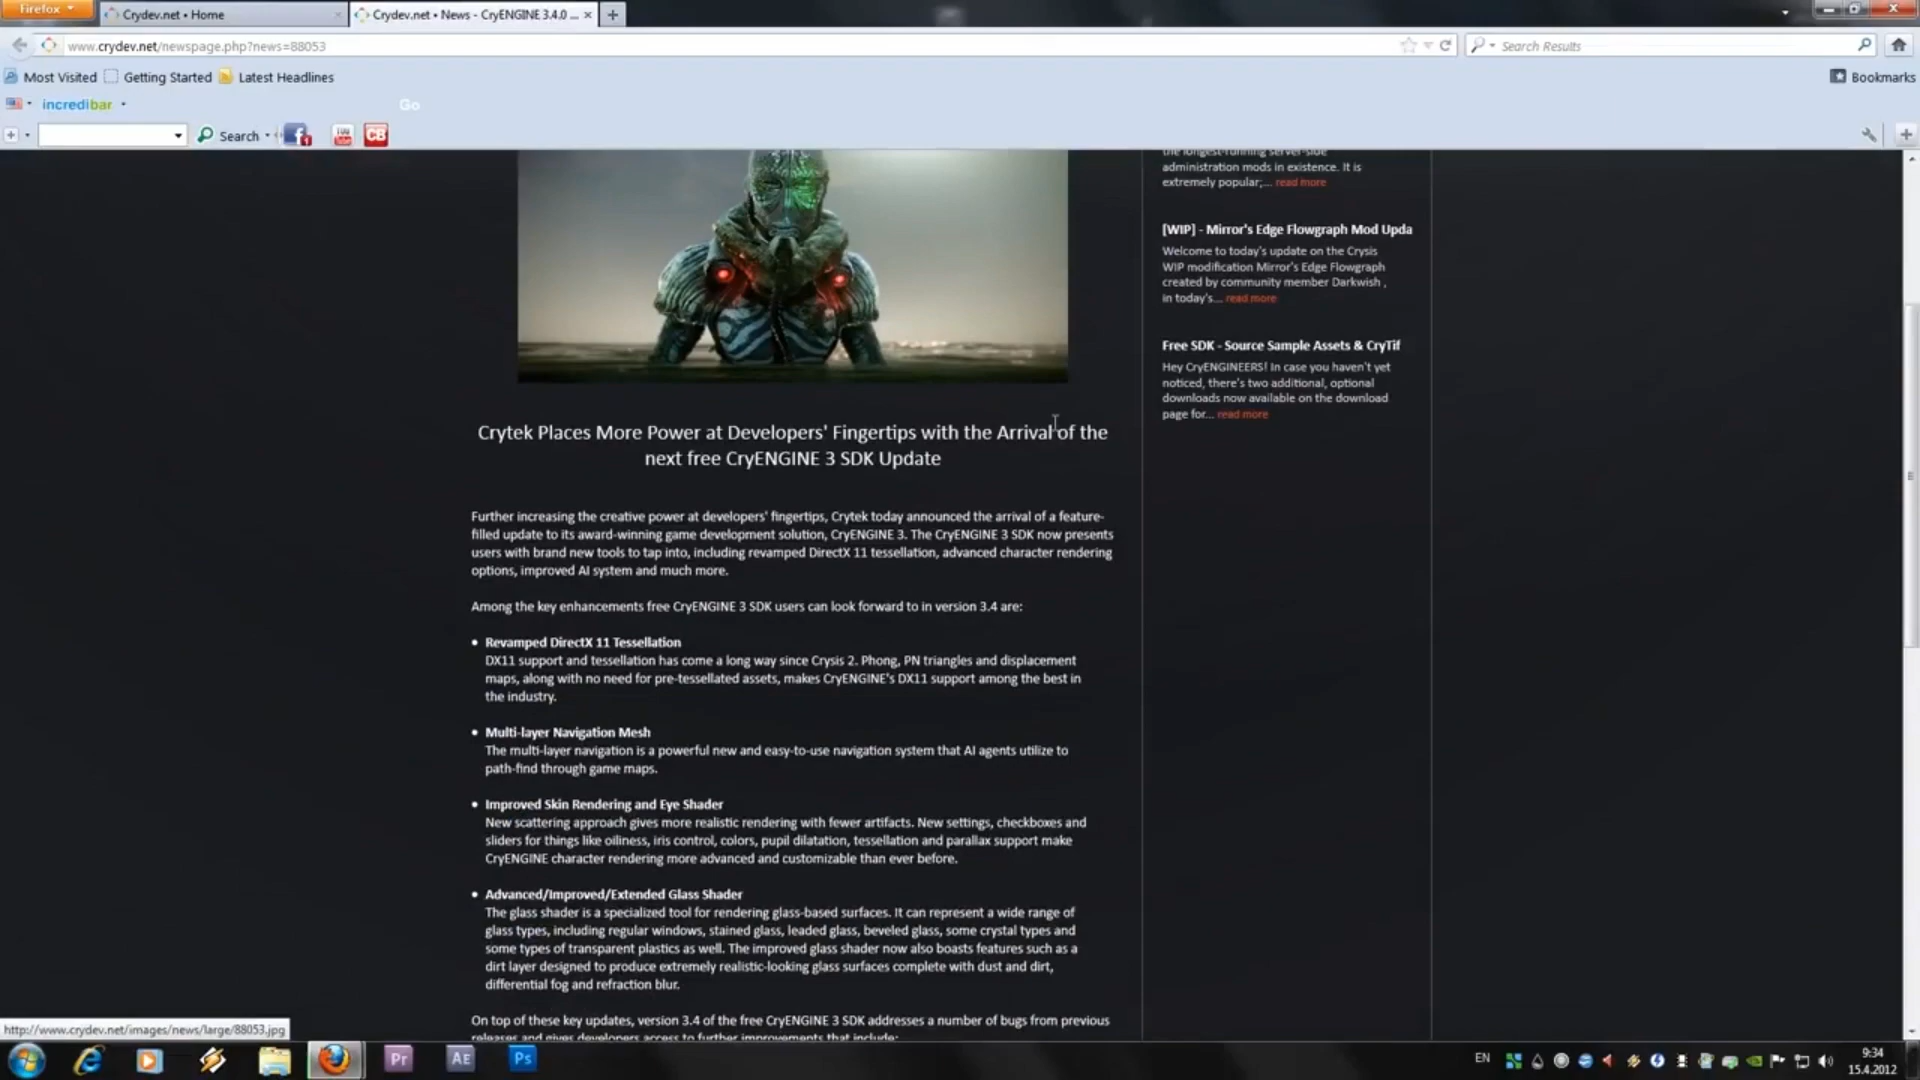 Firefox
Crydev.net • Home
Crydev.net • News - CryENGINE 3.4.0 ...
www.crydev.net/newspage.php?news=88053
Search Results
Most Visited
Getting Started
Latest Headlines
Bookmarks
incredibar
Go
Search
CB
the longest-running server-side
administration mods in existence. It is
extremely popular;... read more
[WIP] - Mirror's Edge Flowgraph Mod Upda
Welcome to today's update on the Crysis
WIP modification Mirror's Edge Flowgraph
created by community member Darkwish ,
in today's... read more
Free SDK - Source Sample Assets & CryTif
Hey CryENGINEERS! In case you haven't yet
noticed, there's two additional, optional
downloads now available on the download
page for... read more
Crytek Places More Power at Developers' Fingertips with the Arrival of the
next free CryENGINE 3 SDK Update
Further increasing the creative power at developers' fingertips, Crytek today announced the arrival of a feature-
filled update to its award-winning game development solution, CryENGINE 3. The CryENGINE 3 SDK now presents
users with brand new tools to tap into, including revamped DirectX 11 tessellation, advanced character rendering
options, improved AI system and much more.
Among the key enhancements free CryENGINE 3 SDK users can look forward to in version 3.4 are:
• Revamped DirectX 11 Tessellation
DX11 support and tessellation has come a long way since Crysis 2. Phong, PN triangles and displacement
maps, along with no need for pre-tessellated assets, makes CryENGINE's DX11 support among the best in
the industry.
• Multi-layer Navigation Mesh
The multi-layer navigation is a powerful new and easy-to-use navigation system that AI agents utilize to
path-find through game maps.
• Improved Skin Rendering and Eye Shader
New scattering approach gives more realistic rendering with fewer artifacts. New settings, checkboxes and
sliders for things like oiliness, iris control, colors, pupil dilatation, tessellation and parallax support make
CryENGINE character rendering more advanced and customizable than ever before.
• Advanced/Improved/Extended Glass Shader
The glass shader is a specialized tool for rendering glass-based surfaces. It can represent a wide range of
glass types, including regular windows, stained glass, leaded glass, beveled glass, some crystal types and
some types of transparent plastics as well. The improved glass shader now also boasts features such as a
dirt layer designed to produce extremely realistic-looking glass surfaces complete with dust and dirt,
differential fog and refraction blur.
On top of these key updates, version 3.4 of the free CryENGINE 3 SDK addresses a number of bugs from previous
releases and gives developers access to further improvements that include:
http://www.crydev.net/images/news/large/88053.jpg
Pr
AE
Ps
EN
9:34
15.4.2012